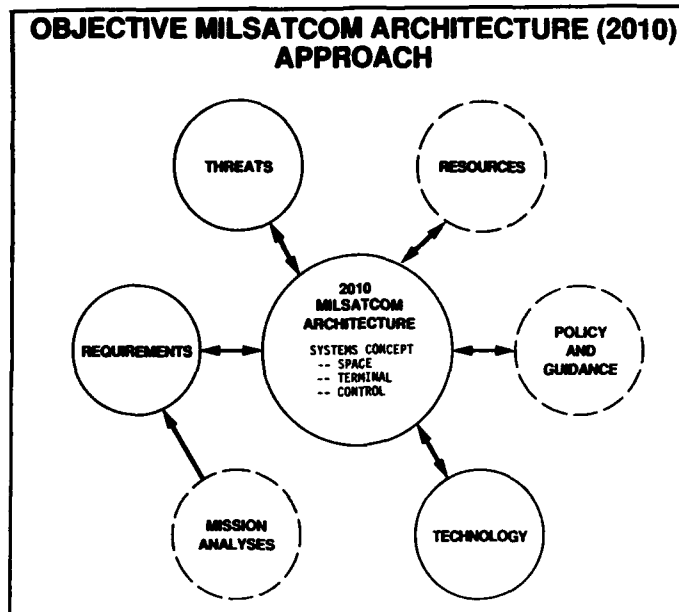 OBJECTIVE MILSATCOM ARCHITECTURE (2010)
APPROACH
THREATS
RESOURCES
2010
MILSATCOM
ARCHITECTURE
SYSTEMS CONCEPT
-- SPACE
-- TERMINAL
-- CONTROL
REQUIREMENTS
POLICY
AND
GUIDANCE
MISSION
ANALYSES
TECHNOLOGY